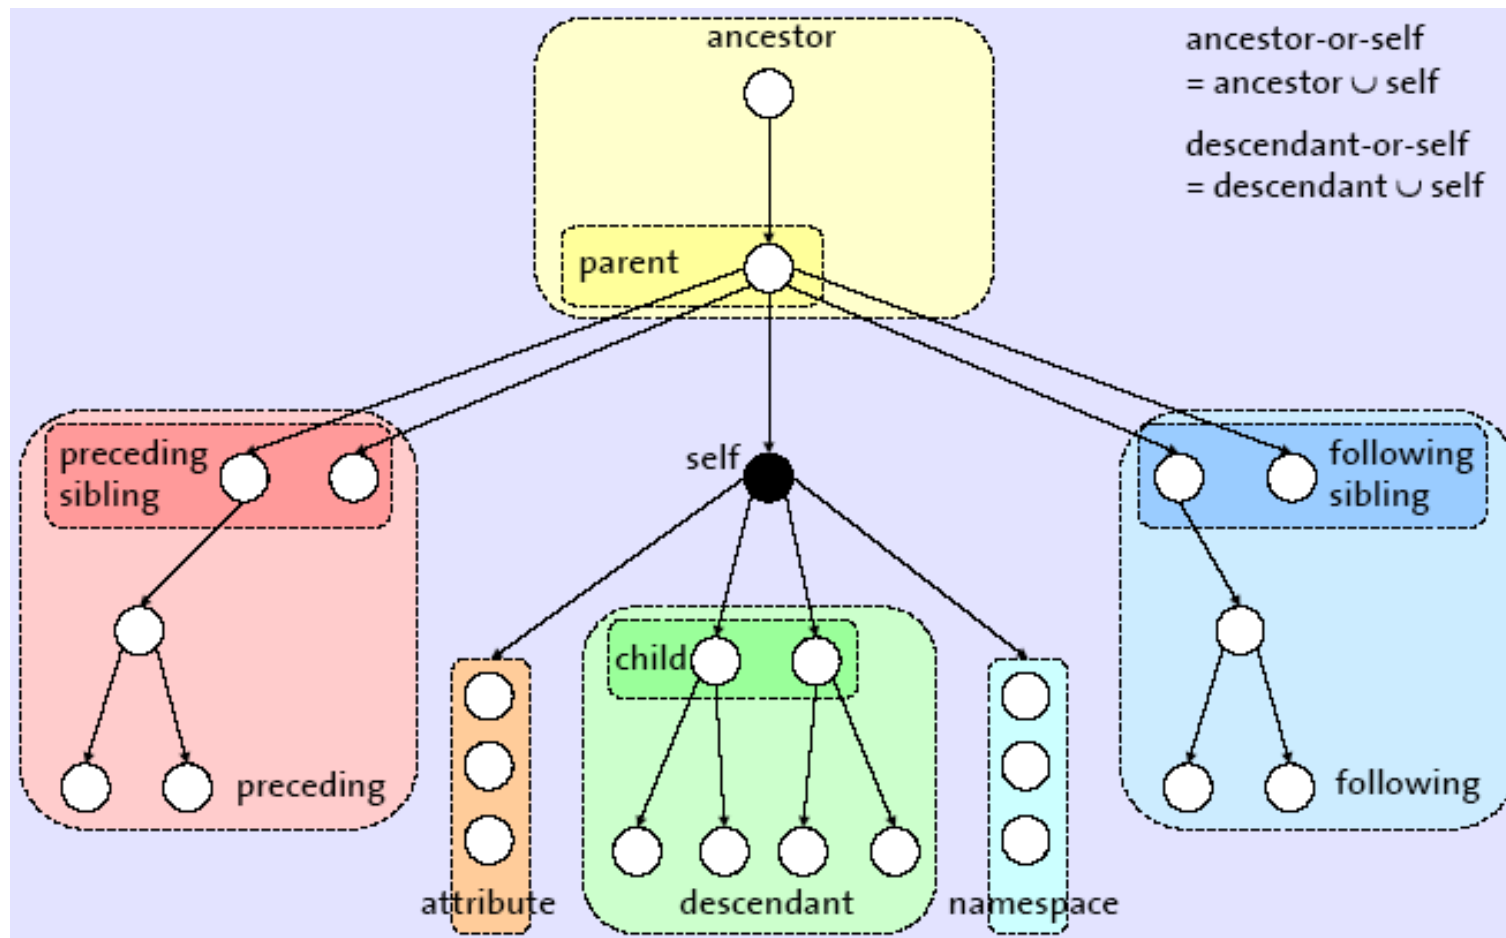 ancestor
ancestor-or-self
= ancestor ∪ self
descendant-or-self
= descendant ∪ self
parent
preceding
sibling
self
following
sibling
child
preceding
following
attribute
descendant
namespace